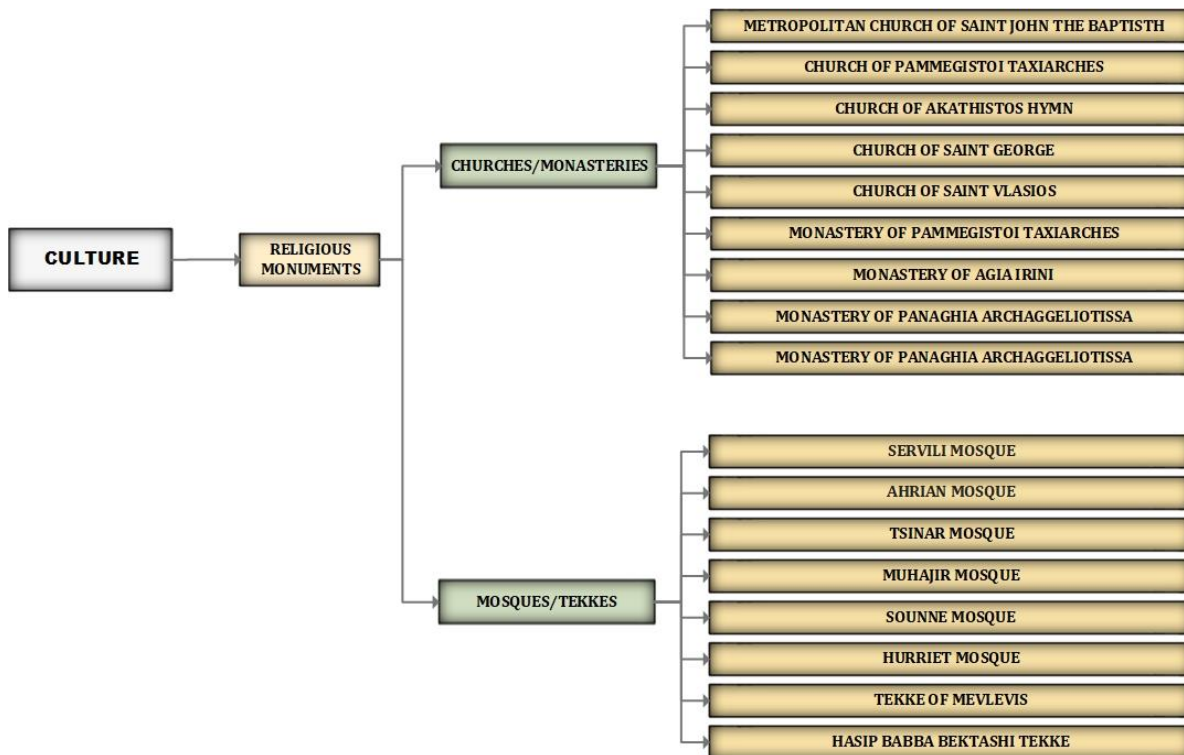 CULTURE
RELIGIOUS
MONUMENTS
CHURCHES/MONASTERIES
METROPOLITAN CHURCH OF SAINT JOHN THE BAPTISTH
CHURCH OF PAMMEGISTOI TAXIARCHES
CHURCH OF AKATHISTOS HYMN
CHURCH OF SAINT GEORGE
CHURCH OF SAINT VLASIOS
MONASTERY OF PAMMEGISTOI TAXIARCHES
MONASTERY OF AGIA IRINI
MONASTERY OF PANAGHIA ARCHAGGELIOTISSA
MONASTERY OF PANAGHIA ARCHAGGELIOTISSA
MOSQUES/TEKKES
SERVILI MOSQUE
AHRIAN MOSQUE
TSINAR MOSQUE
MUHAJIR MOSQUE
SOUNNE MOSQUE
HURRIET MOSQUE
TEKKE OF MEVLEVIS
HASIP BABBA BEKTASHI TEKKE